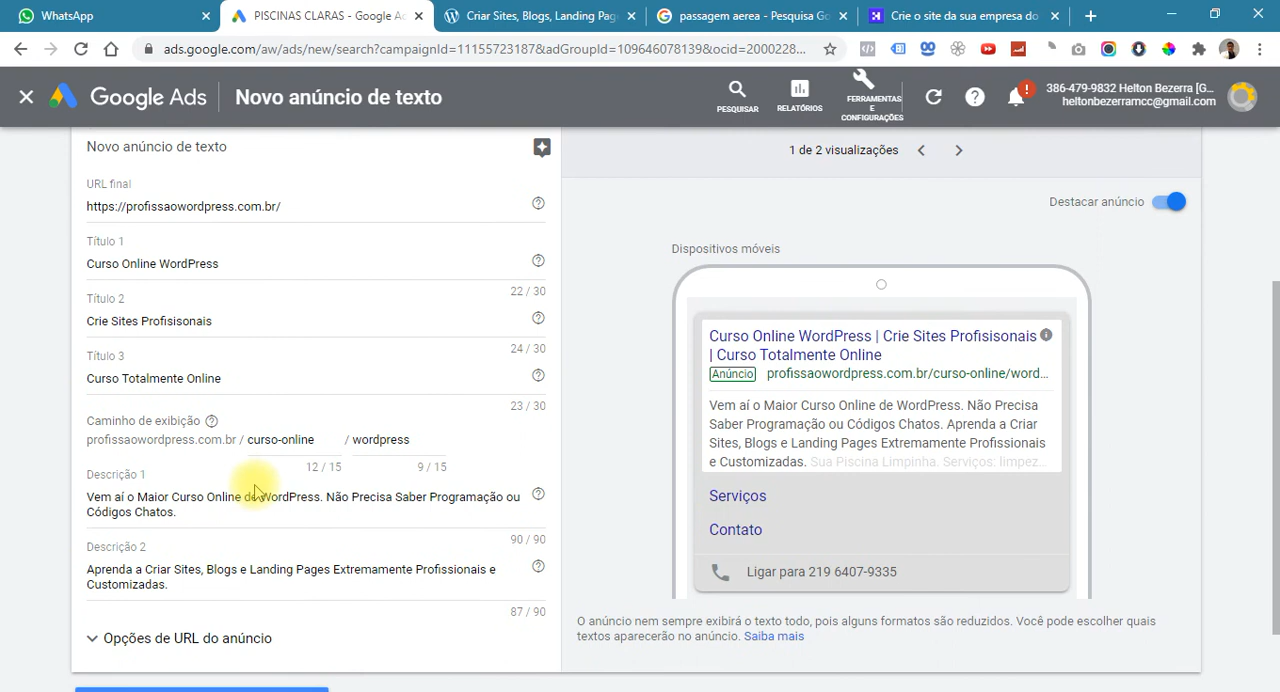 WhatsApp
PISCINAS CLARAS - Google Ad
Criar Sites, Blogs, Landing Page
passagem aerea - Pesquisa Go
Crie o site da sua empresa do
ads.google.com/aw/ads/new/search?campaignId=11155723187&adGroupId=109646078139&ocid=2000228...
Google Ads
Novo anúncio de texto
PESQUISAR
RELATÓRIOS
FERRAMENTAS
E
CONFIGURAÇÕES
386-479-9832 Helton Bezerra [G...
heltonbezerramcc@gmail.com
Novo anúncio de texto
URL final
https://profissaowordpress.com.br/
Título 1
Curso Online WordPress
22 / 30
Título 2
Crie Sites Profisisonais
24 / 30
Título 3
Curso Totalmente Online
23 / 30
Caminho de exibição
profissaowordpress.com.br / curso-online / wordpress
12 / 15
9 / 15
Descrição 1
Vem aí o Maior Curso Online de WordPress. Não Precisa Saber Programação ou
Códigos Chatos.
90 / 90
Descrição 2
Aprenda a Criar Sites, Blogs e Landing Pages Extremamente Profissionais e
Customizadas.
87 / 90
Opções de URL do anúncio
1 de 2 visualizações
Destacar anúncio
Dispositivos móveis
Curso Online WordPress | Crie Sites Profisisonais
| Curso Totalmente Online
Anúncio profissaowordpress.com.br/curso-online/word...
Vem aí o Maior Curso Online de WordPress. Não Precisa
Saber Programação ou Códigos Chatos. Aprenda a Criar
Sites, Blogs e Landing Pages Extremamente Profissionais
e Customizadas. Sua Piscina Limpinha. Serviços: limpez...
Serviços
Contato
Ligar para 219 6407-9335
O anúncio nem sempre exibirá o texto todo, pois alguns formatos são reduzidos. Você pode escolher quais
textos aparecerão no anúncio. Saiba mais